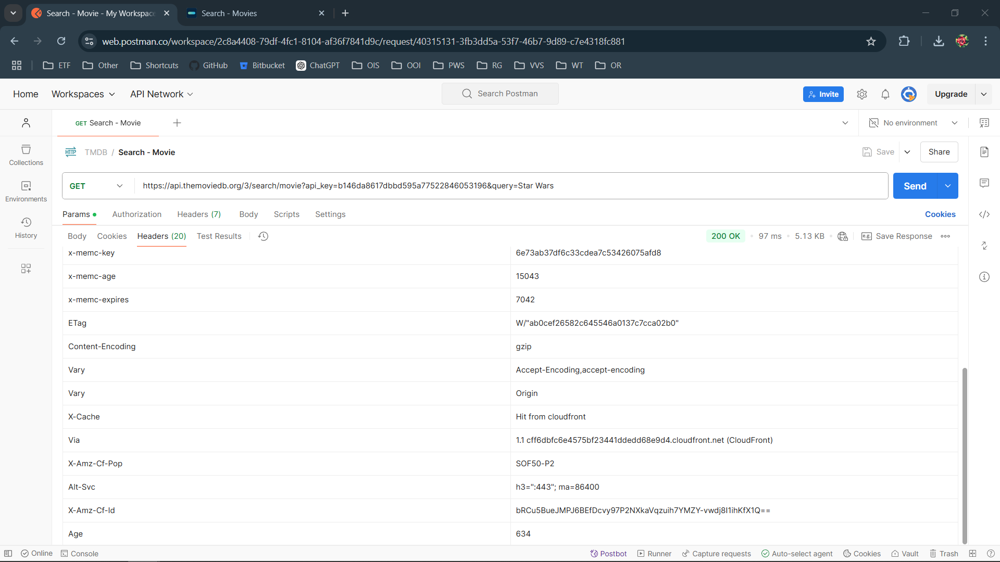 Search - Movie - My Workspace
Search - Movies
web.postman.co/workspace/2c8a4408-79df-4fc1-8104-af36f7841d9c/request/40315131-3fb3dd5a-53f7-46b7-9d89-c7e4318fc881
ETF Other Shortcuts GitHub Bitbucket ChatGPT OIS OOI PWS RG VVS WT OR
Home Workspaces API Network Search Postman Invite Upgrade
GET Search - Movie No environment
HTTP TMDB / Search - Movie Save Share
GET https://api.themoviedb.org/3/search/movie?api_key=b146da8617dbbd595a77522846053196&query=Star Wars Send
Params Authorization Headers (7) Body Scripts Settings Cookies
Body Cookies Headers (20) Test Results 200 OK 97 ms 5.13 KB e.g. Save Response
Collections
Environments
History
x-memc-key 6e73ab37df6c33cdea7c53426075afd8
x-memc-age 15043
x-memc-expires 7042
ETag W/"ab0cef26582c645546a0137c7cca02b0"
Content-Encoding gzip
Vary Accept-Encoding,accept-encoding
Vary Origin
X-Cache Hit from cloudfront
Via 1.1 cff6dbfc6e4575bf23441ddedd68e9d4.cloudfront.net (CloudFront)
X-Amz-Cf-Pop SOF50-P2
Alt-Svc h3=":443"; ma=86400
X-Amz-Cf-Id bRCu5BueJMPJ6BEfDcvy97P2NXkaVqzuih7YMZY-vwdj8I1ihKfX1Q==
Age 634
Online Console Postbot Runner Capture requests Auto-select agent Cookies Vault Trash